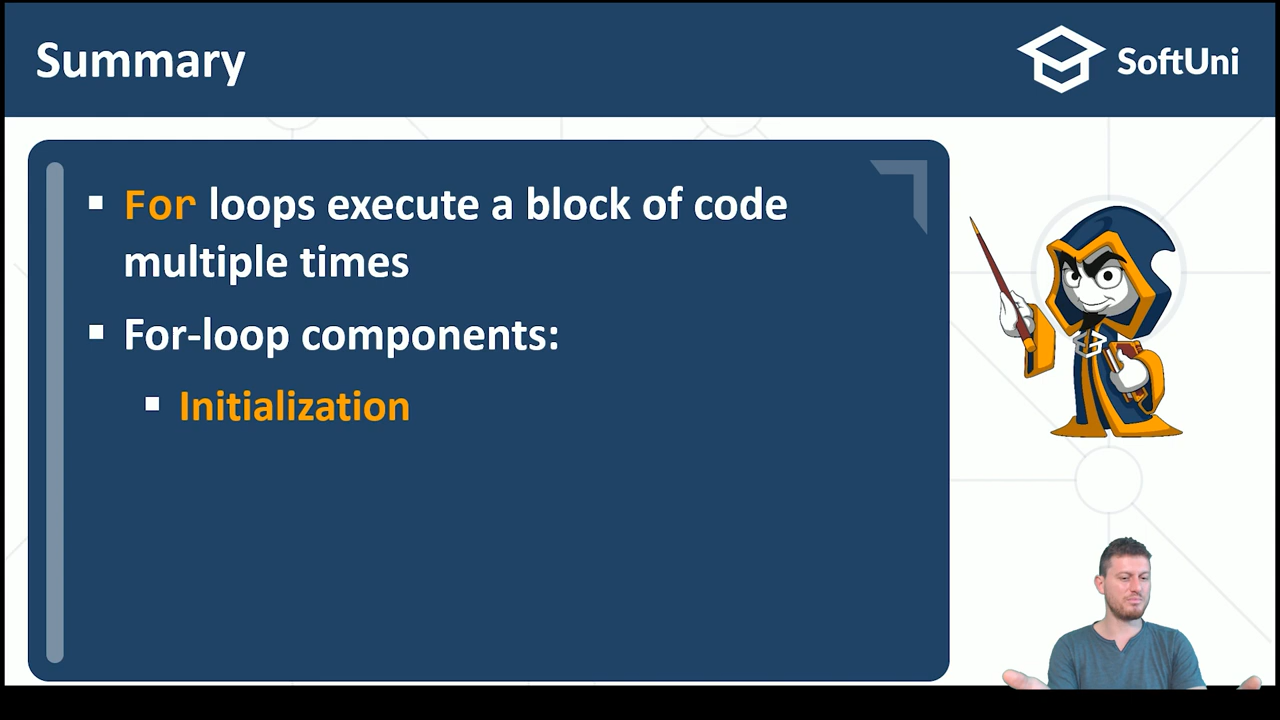 Summary
SoftUni
For loops execute a block of code
multiple times
For-loop components:
Initialization